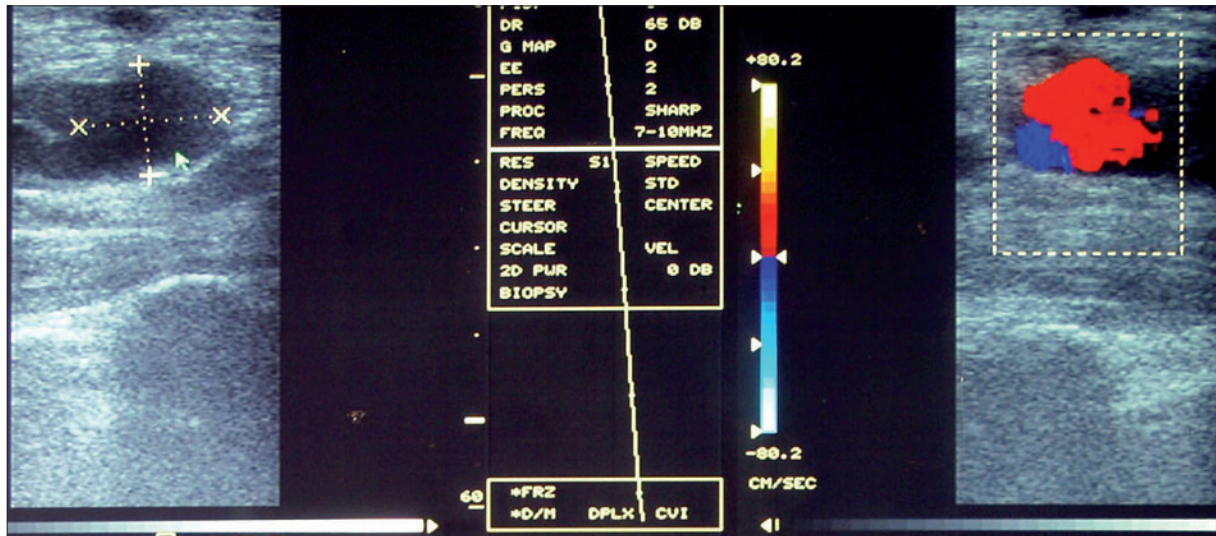 DR 65 DB
G MAP D
EE 2
PERS 2
PROC SHARP
FREQ 7-10MHZ
RES S1 SPEED
DENSITY STD
STEER CENTER
CURSOR
SCALE VEL
2D PWR 0 DB
BIOPSY
+80.2
-80.2
CM/SEC
60
*FRZ
*D/M DPLX CVI